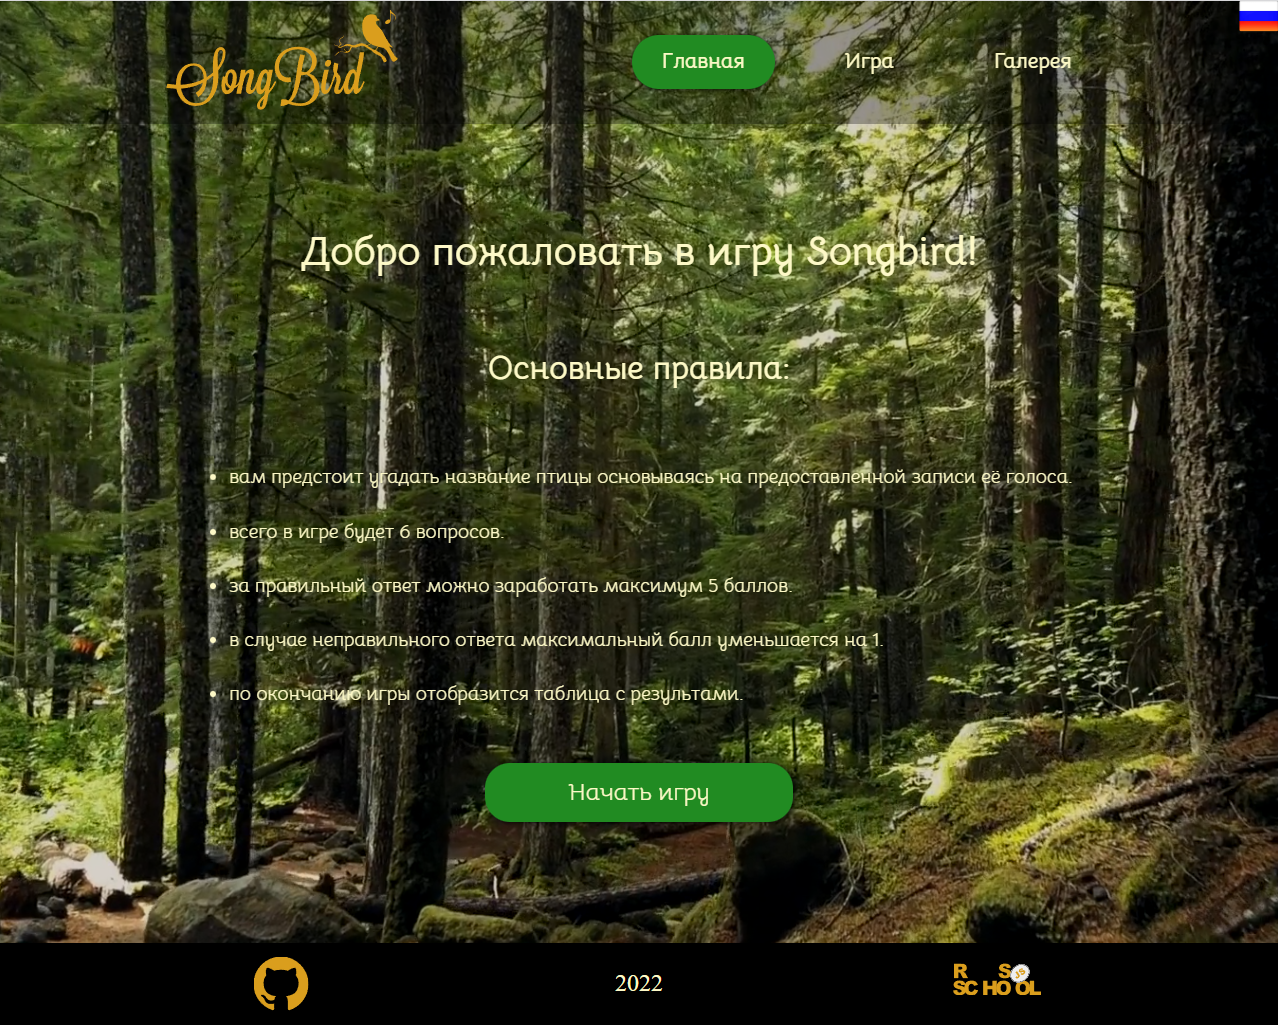 SongBird
Главная
Игра
Галерея
Добро пожаловать в игру Songbird!
Основные правила:
• вам предстоит угадать название птицы основываясь на предоставленной записи её голоса.
• всего в игре будет 6 вопросов.
• за правильный ответ можно заработать максимум 5 баллов.
• в случае неправильного ответа максимальный балл уменьшается на 1.
• по окончанию игры отобразится таблица с результами.
Начать игру
2022
R S
SCHOOL